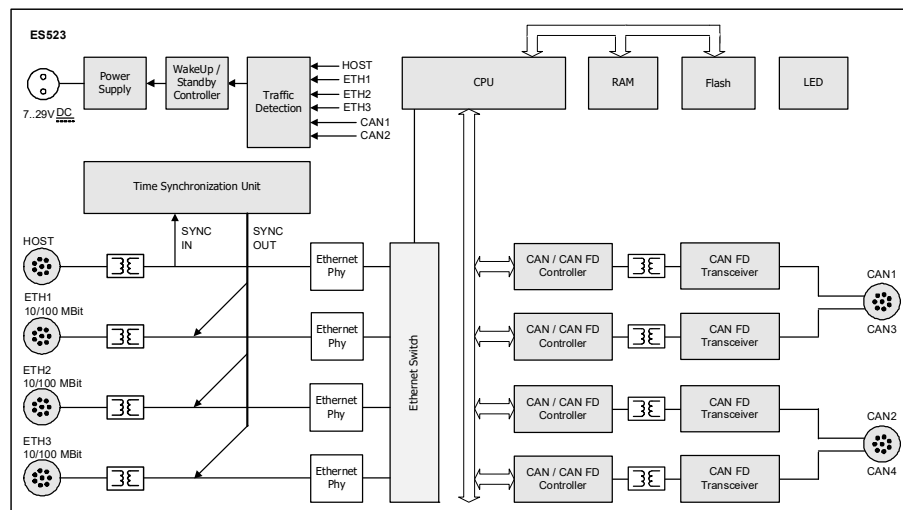 ES523
7..29V DC
Power
Supply
WakeUp /
Standby
Controller
Traffic
Detection
HOST
ETH1
ETH2
ETH3
CAN1
CAN2
CPU
RAM
Flash
LED
Time Synchronization Unit
SYNC
IN
SYNC
OUT
HOST
Ethernet
Phy
ETH1
10/100 MBit
Ethernet
Phy
ETH2
10/100 MBit
Ethernet
Phy
ETH3
10/100 MBit
Ethernet
Phy
Ethernet Switch
CAN / CAN FD
Controller
CAN FD
Transceiver
CAN / CAN FD
Controller
CAN FD
Transceiver
CAN1
CAN3
CAN / CAN FD
Controller
CAN FD
Transceiver
CAN / CAN FD
Controller
CAN FD
Transceiver
CAN2
CAN4